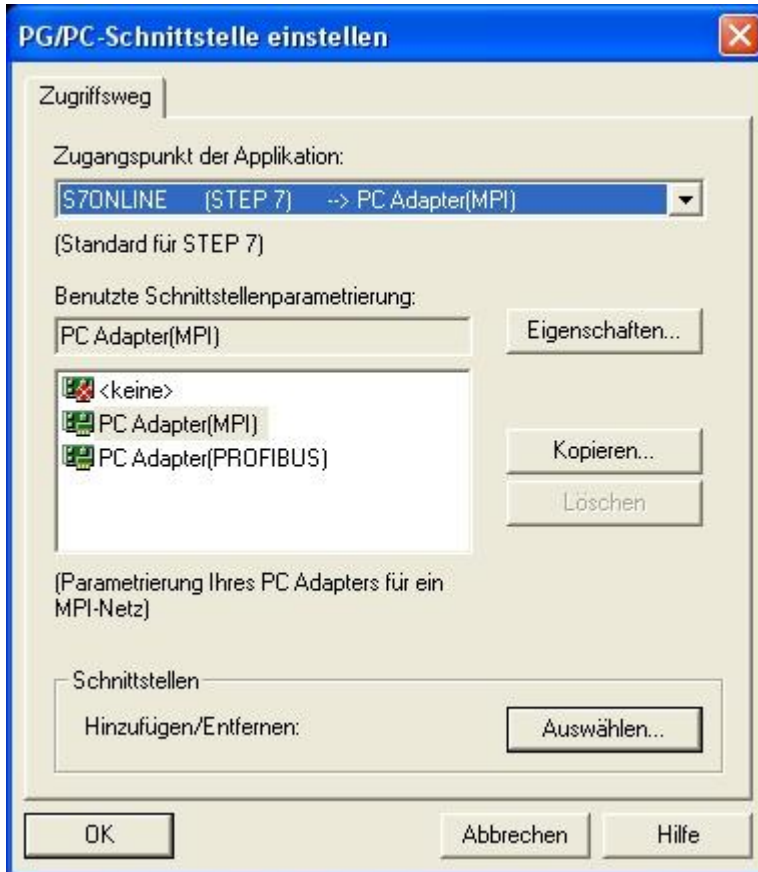 PG/PC-Schnittstelle einstellen
Zugriffsweg
Zugangspunkt der Applikation:
S7ONLINE (STEP 7) --> PC Adapter(MPI)
(Standard für STEP 7)
Benutzte Schnittstellenparametrierung:
PC Adapter(MPI)
Eigenschaften...
<keine>
PC Adapter(MPI)
PC Adapter(PROFIBUS)
Kopieren...
Löschen
(Parametrierung Ihres PC Adapters für ein
MPI-Netz)
Schnittstellen
Hinzufügen/Entfernen:
Auswählen...
OK
Abbrechen
Hilfe